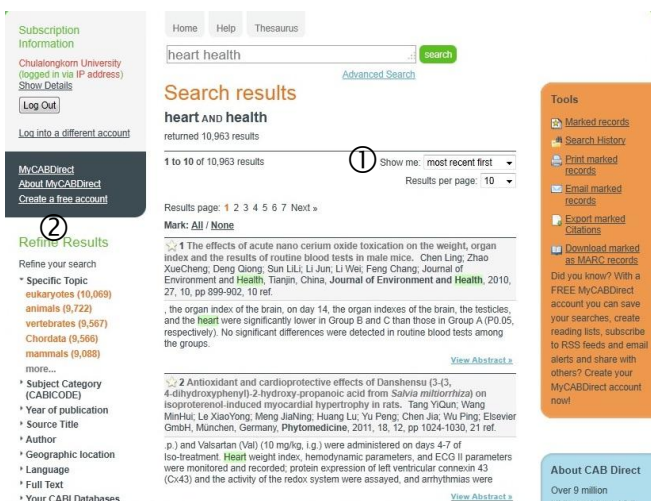 Subscription
Information
Chulalongkorn University
(logged in via IP address)
Show Details
Log Out
Log into a different account
MyCABDirect
About MyCABDirect
Create a free account
②
Refine Results
Refine your search
Specific Topic
eukaryotes (10,069)
animals (9,722)
vertebrates (9,567)
Chordata (9,566)
mammals (9,088)
more...
Subject Category
(CABICODE)
Year of publication
Source Title
Author
Geographic location
Language
Full Text
Your CABI Databases
Home Help Thesaurus
heart health search
Advanced Search
Search results
heart AND health
returned 10,963 results
1 to 10 of 10,963 results ① Show me: most recent first
Results per page: 10
Results page: 1 2 3 4 5 6 7 Next »
Mark: All / None
1 The effects of acute nano cerium oxide toxication on the weight, organ
index and the results of routine blood tests in male mice. Chen Ling; Zhao
XueCheng; Deng Qiong; Sun LiLi; Li Jun; Li Wei; Feng Chang; Journal of
Environment and Health, Tianjin, China, Journal of Environment and Health, 2010,
27, 10, pp 899-902, 10 ref.
, the organ index of the brain, on day 14, the organ indexes of the brain, the testicles,
and the heart were significantly lower in Group B and C than those in Group A (P0.05,
respectively). No significant differences were detected in routine blood tests among
the groups.
View Abstract »
2 Antioxidant and cardioprotective effects of Danshensu (3-(3,
4-dihydroxyphenyl)-2-hydroxy-propanoic acid from Salvia miltiorrhiza) on
isoproterenol-induced myocardial hypertrophy in rats. Tang YiQun; Wang
MinHui; Le XiaoYong; Meng JiaNing; Huang Lu; Yu Peng; Chen Jia; Wu Ping; Elsevier
GmbH, München, Germany, Phytomedicine, 2011, 18, 12, pp 1024-1030, 21 ref.
.p.) and Valsartan (Val) (10 mg/kg, i.g.) were administered on days 4-7 of
Iso-treatment. Heart weight index, hemodynamic parameters, and ECG II parameters
were monitored and recorded; protein expression of left ventricular connexin 43
(Cx43) and the activity of the redox system were assayed, and arrhythmias were
View Abstract »
Tools
Marked records
Search History
Print marked
records
Email marked
records
Export marked
Citations
Download marked
as MARC records
Did you know? With a
FREE MyCABDirect
account you can save
your searches, create
reading lists, subscribe
to RSS feeds and email
alerts and share with
others? Create your
MyCABDirect account
now!
About CAB Direct
Over 9 million